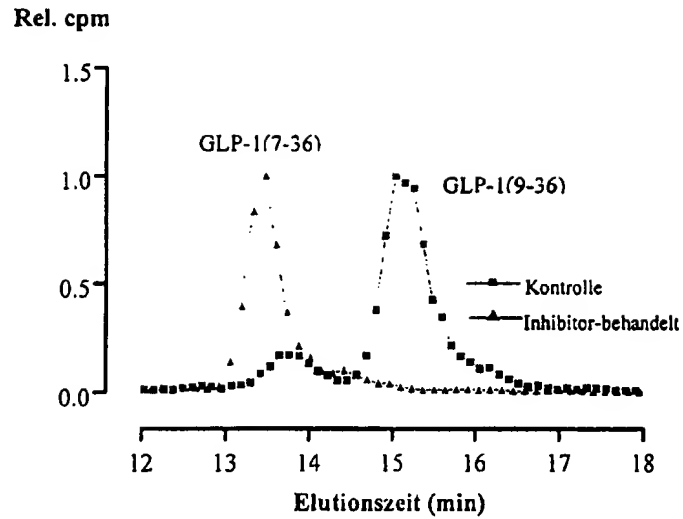 Rel. cpm
1.5
GLP-1(7-36)
1.0
GLP-1(9-36)
0.5
Kontrolle
Inhibitor-behandelt
0.0
12 13 14 15 16 17 18
Elutionszeit (min)